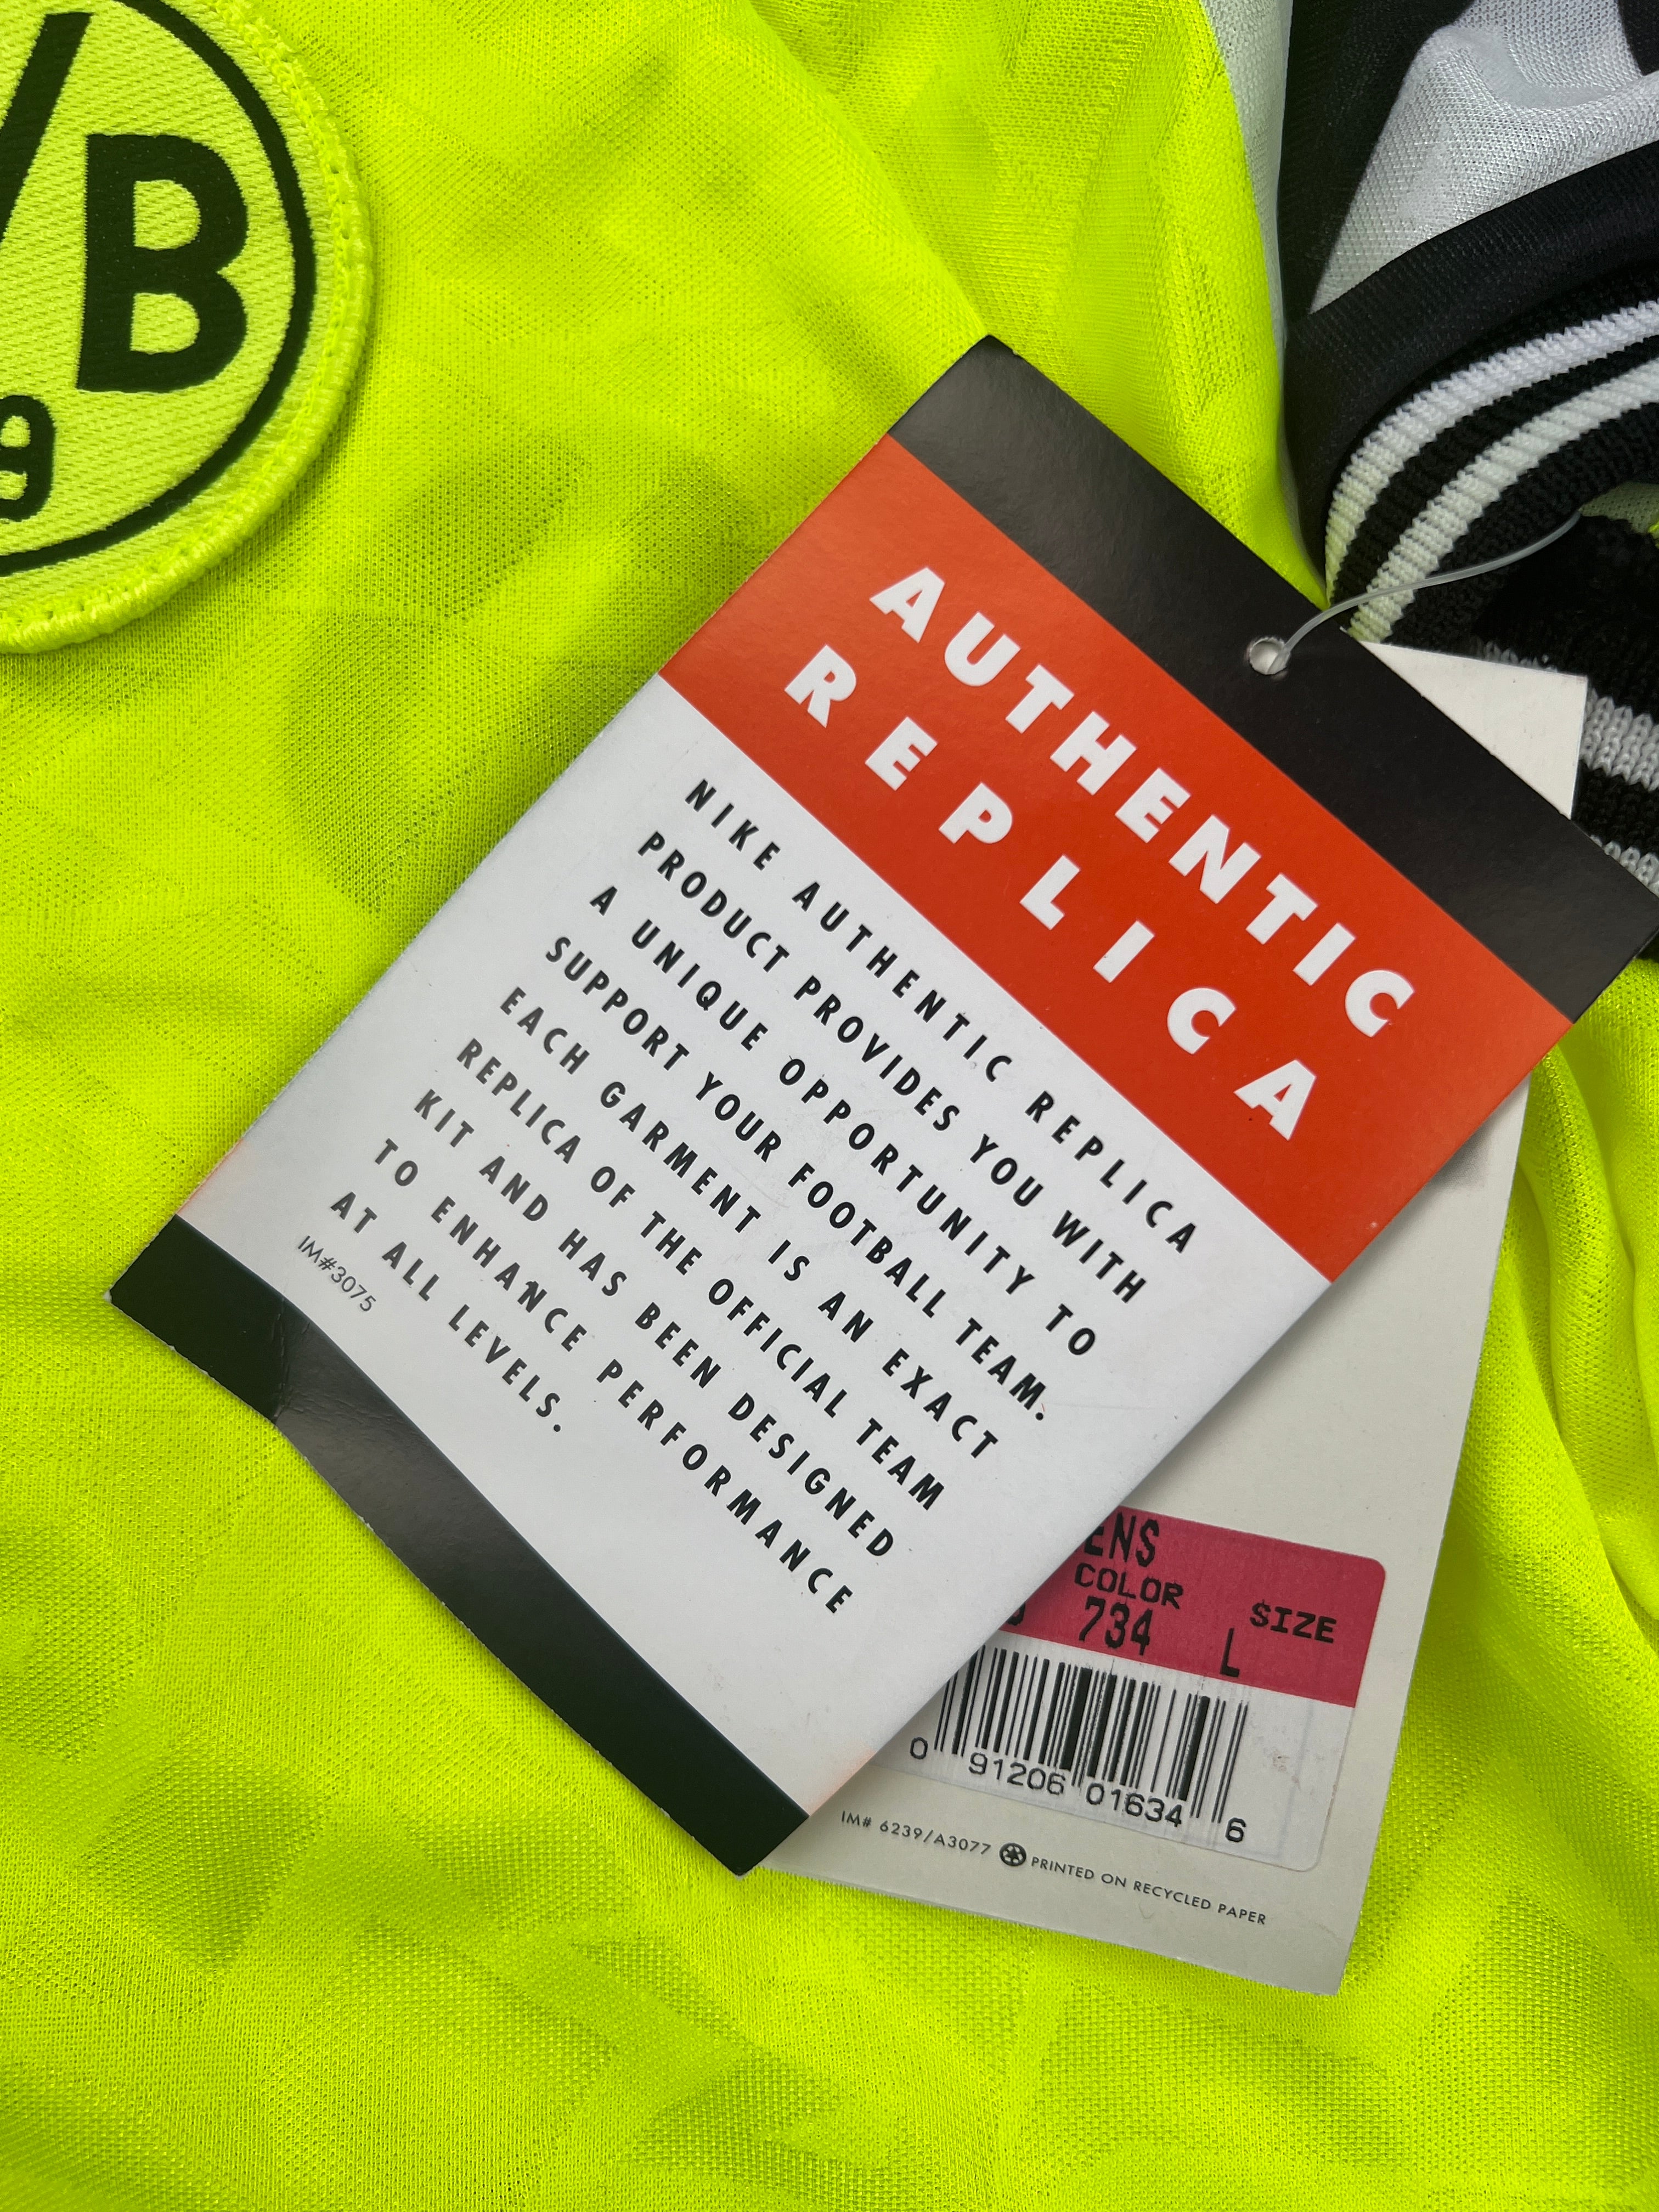 B
9
AUTHENTIC
REPLICA
NIKE AUTHENTIC REPLICA
PRODUCT PROVIDES YOU WITH
A UNIQUE OPPORTUNITY TO
SUPPORT YOUR FOOTBALL TEAM.
EACH GARMENT IS AN EXACT
REPLICA OF THE OFFICIAL TEAM
KIT AND HAS BEEN DESIGNED
TO ENHANCE PERFORMANCE
AT ALL LEVELS.
IM#3075
ENS
COLOR SIZE
734 L
0 91206 01634 6
IM# 6239/A3077 PRINTED ON RECYCLED PAPER